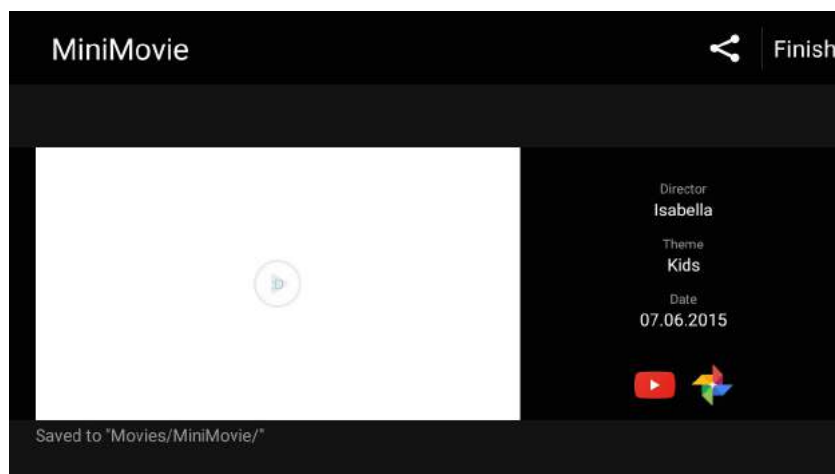 MiniMovie
Finish
Director
Isabella
Theme
Kids
Date
07.06.2015
Saved to "Movies/MiniMovie/"